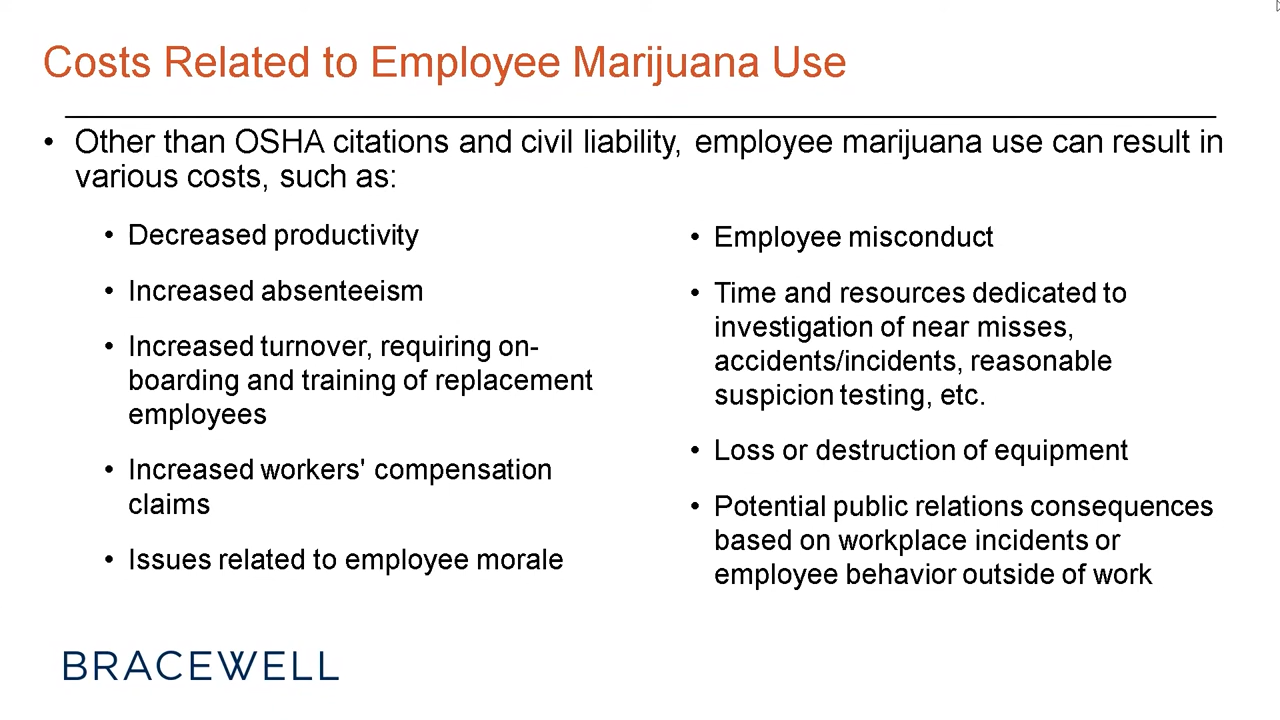 Costs Related to Employee Marijuana Use
• Other than OSHA citations and civil liability, employee marijuana use can result in
various costs, such as:
• Decreased productivity
• Increased absenteeism
• Increased turnover, requiring on-
boarding and training of replacement
employees
• Increased workers' compensation
claims
• Issues related to employee morale
• Employee misconduct
• Time and resources dedicated to
investigation of near misses,
accidents/incidents, reasonable
suspicion testing, etc.
• Loss or destruction of equipment
• Potential public relations consequences
based on workplace incidents or
employee behavior outside of work
BRACEWELL